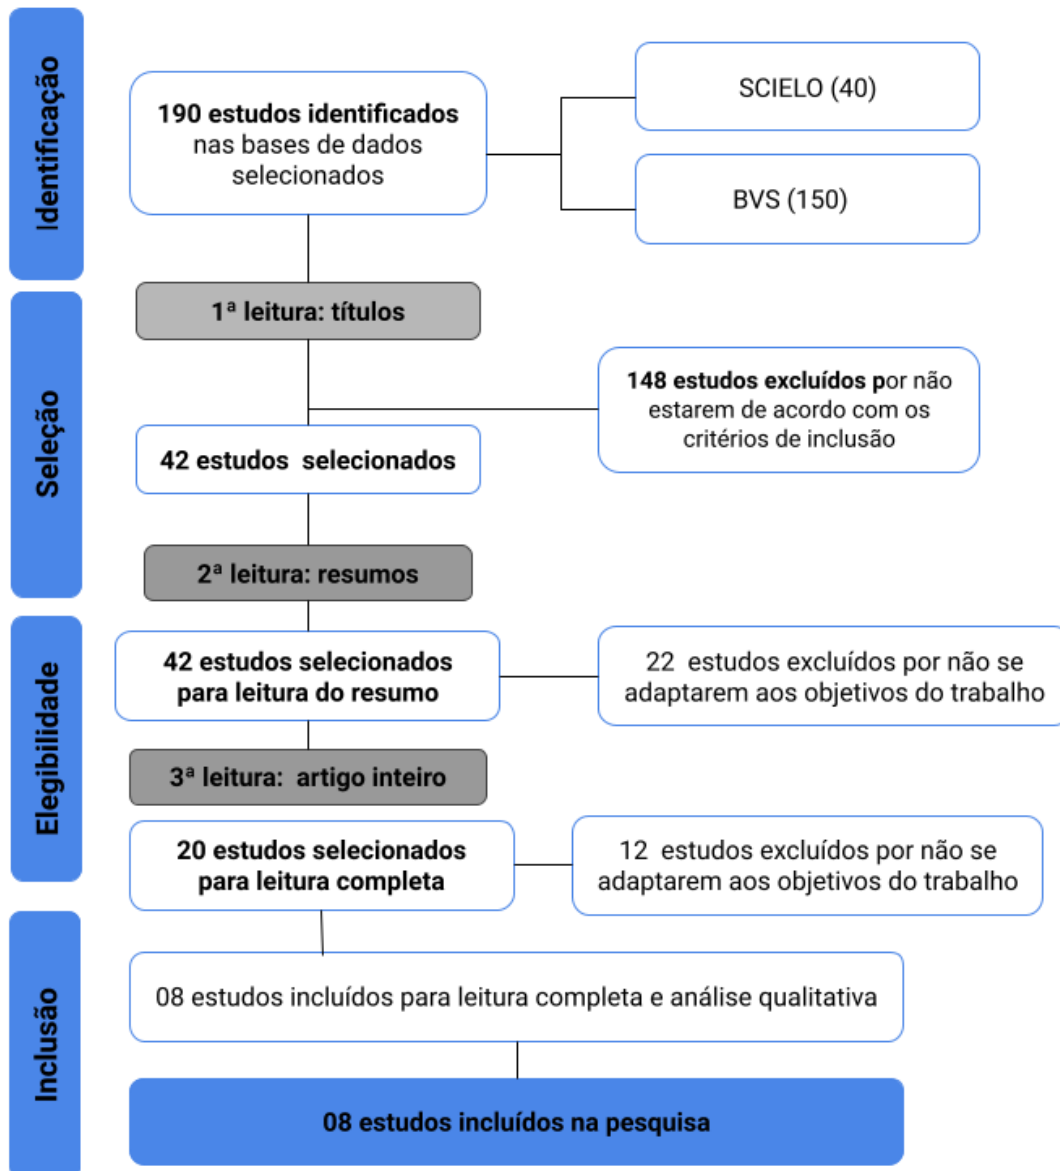 Identificação
190 estudos identificados
nas bases de dados
selecionados
SCIELO (40)
BVS (150)
Seleção
1ª leitura: títulos
148 estudos excluídos por não
estarem de acordo com os
critérios de inclusão
42 estudos  selecionados
2ª leitura: resumos
Elegibilidade
42 estudos selecionados
para leitura do resumo
22  estudos excluídos por não se
adaptarem aos objetivos do trabalho
3ª leitura:  artigo inteiro
20 estudos selecionados
para leitura completa
12  estudos excluídos por não se
adaptarem aos objetivos do trabalho
Inclusão
08 estudos incluídos para leitura completa e análise qualitativa
08 estudos incluídos na pesquisa